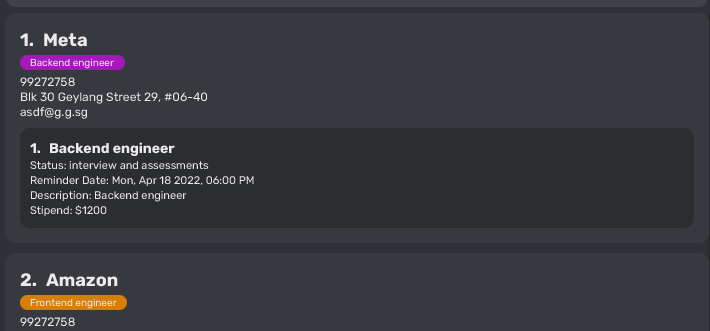 1. Meta
Backend engineer
99272758
Blk 30 Geylang Street 29, #06-40
asdf@g.g.sg
1. Backend engineer
Status: interview and assessments
Reminder Date: Mon, Apr 18 2022, 06:00 PM
Description: Backend engineer
Stipend: $1200
2. Amazon
Frontend engineer
99272758